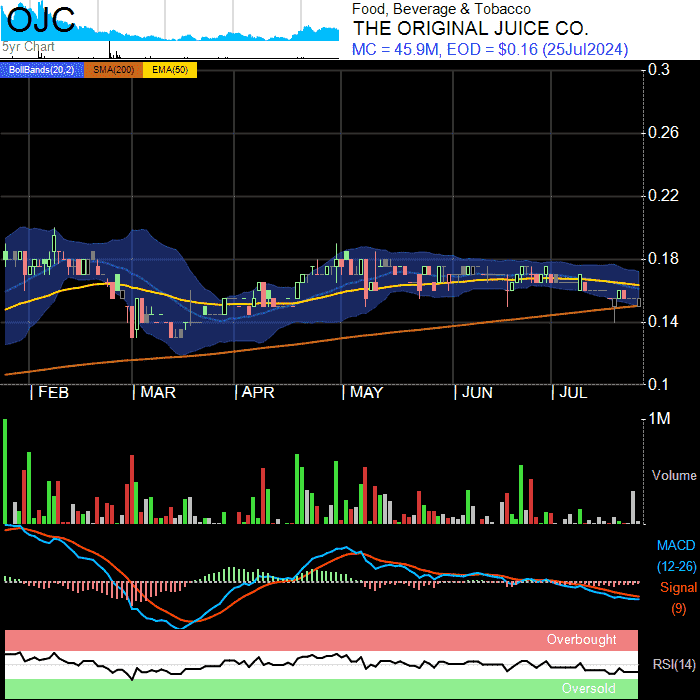 OJC
5yr Chart
Food, Beverage & Tobacco
THE ORIGINAL JUICE CO.
MC = 45.9M, EOD = $0.16 (25Jul2024)
BollBands(20,2) SMA(200) EMA(50)
0.3
0.26
0.22
0.18
0.14
0.1
| FEB | MAR | APR | MAY | JUN | JUL
1M
Volume
MACD
(12-26)
Signal
(9)
Overbought
RSI(14)
Oversold